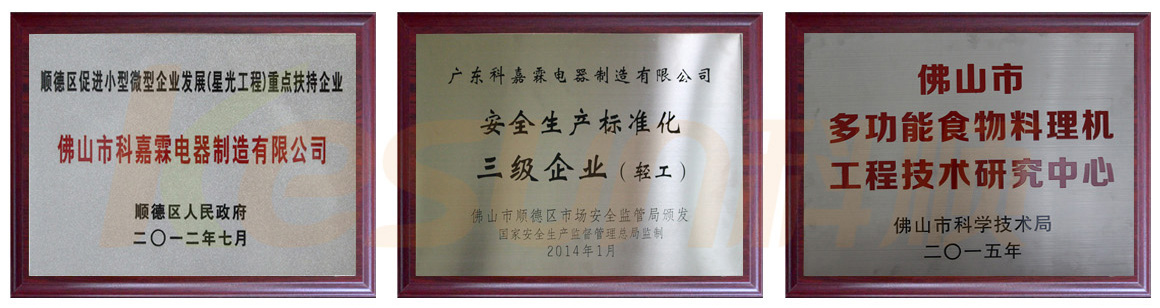 顺德区促进小型微型企业发展(星光工程)重点扶持企业
佛山市科嘉霖电器制造有限公司
顺德区人民政府
二〇一二年七月
广东科嘉霖电器制造有限公司
安全生产标准化
三级企业（轻工）
佛山市顺德区市场安全监管局颁发
国家安全生产监督管理总局监制
2014年1月
佛山市
多功能食物料理机
工程技术研究中心
佛山市科学技术局
二〇一五年